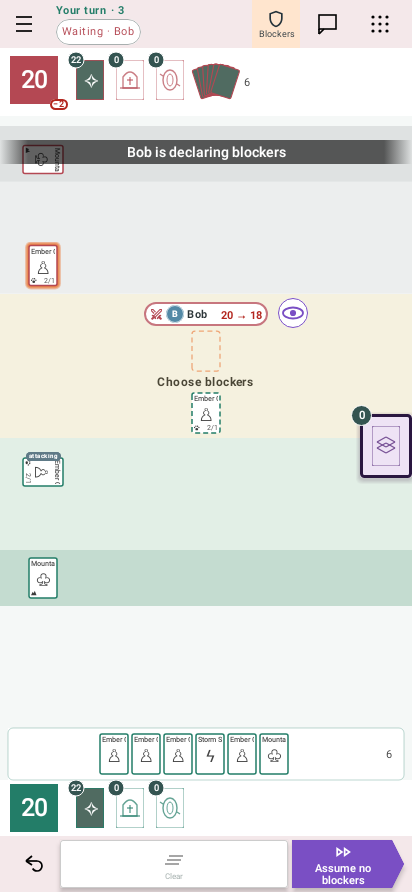 Your turn · 3
Waiting · Bob
Blockers
20
-2
22
0
0
6
Mounta
Bob is declaring blockers
Ember C
2/1
B Bob 20 → 18
Choose blockers
Ember C
2/1
0
attacking
Ember C
2/1
Mounta
Ember C
Ember C
Ember C
Storm S
Ember C
Mounta
6
20
22
0
0
Clear
Assume no
blockers